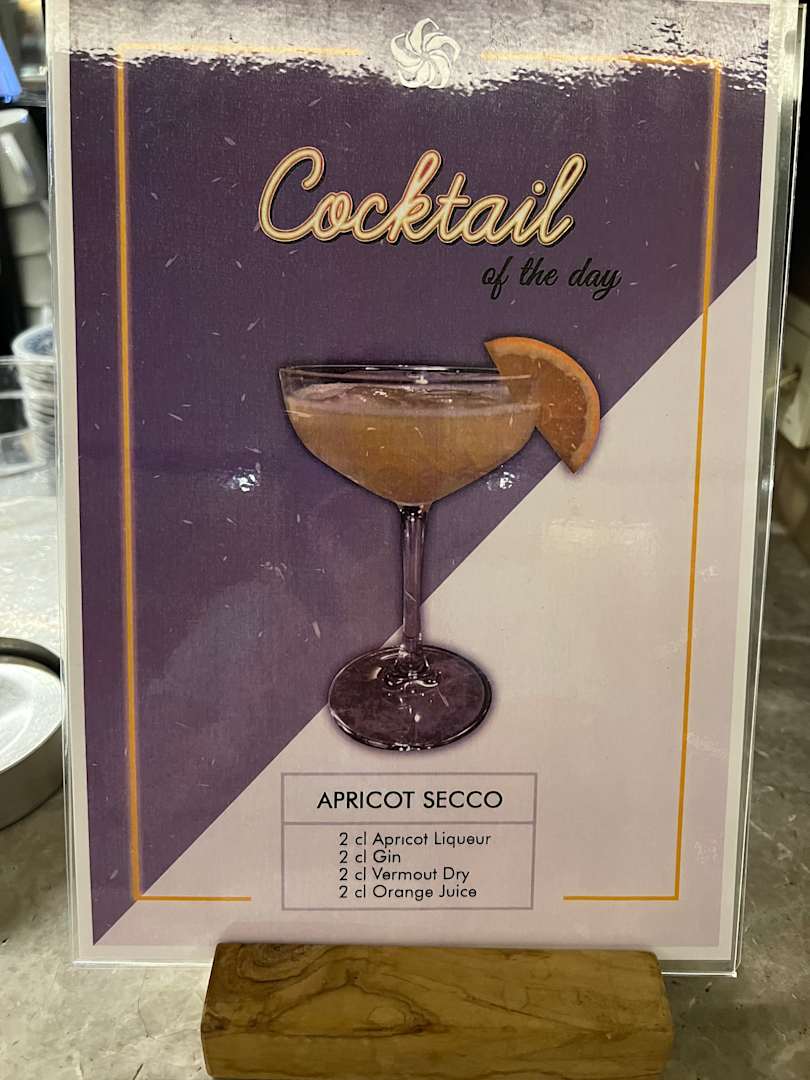 Cocktail
of the day
APRICOT SECCO
2 cl Apricot Liqueur
2 cl Gin
2 cl Vermout Dry
2 cl Orange Juice